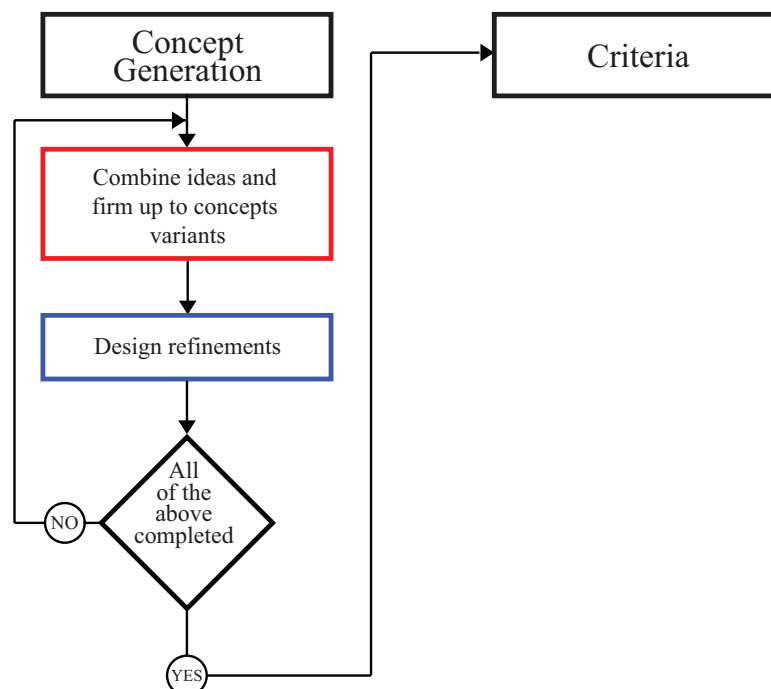 Concept
Generation
Criteria
Combine ideas and
firm up to concepts
variants
Design refinements
All
of the
above
completed
NO
YES